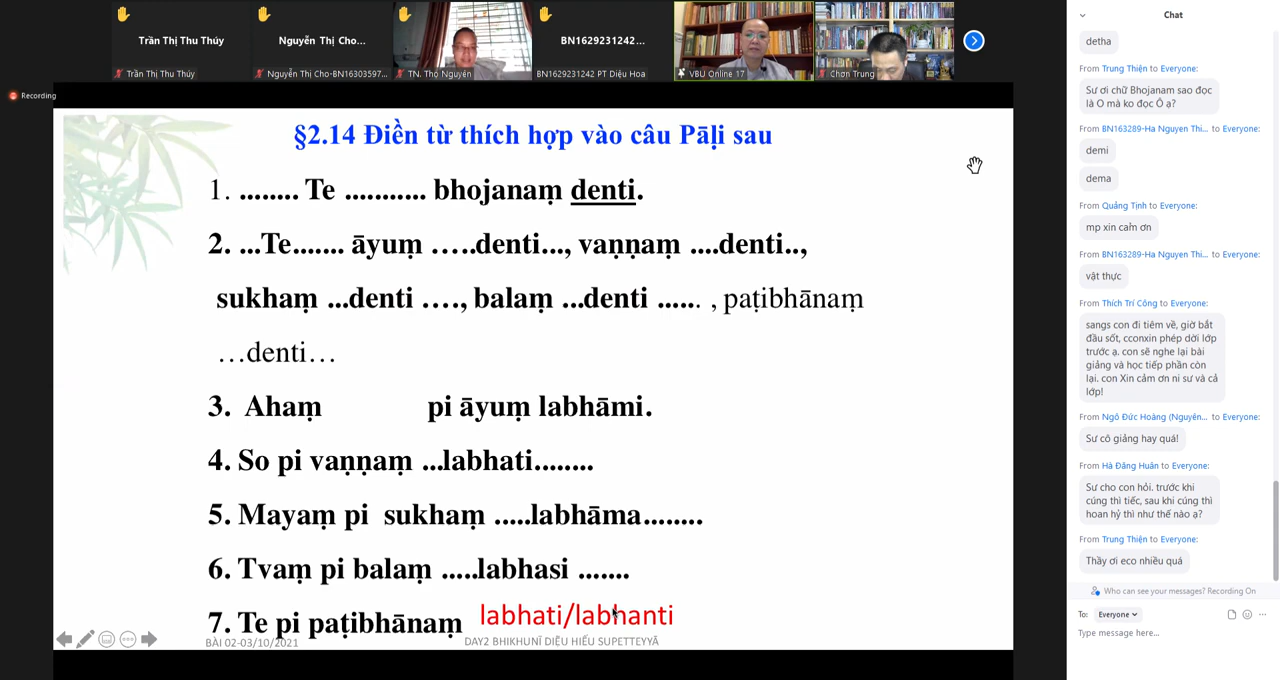 Trần Thị Thu Thúy
Nguyễn Thị Cho...
BN1629231242...
Trần Thị Thu Thúy
Nguyễn Thị Cho-BN16303597...
TN. Thọ Nguyên
BN1629231242 PT Diệu Hoa
VBU Online 17
Chơn Trung
Recording
§2.14 Điền từ thích hợp vào câu Pāḷi sau
1. ........ Te ........... bhojanaṃ denti.
2. ...Te....... āyuṃ …..denti..., vaṇṇaṃ ....denti..,
sukhaṃ ...denti …., balaṃ ...denti ...... , paṭibhānaṃ
…denti…
3. Ahaṃ pi āyuṃ labhāmi.
4. So pi vaṇṇaṃ ...labhati........
5. Mayaṃ pi sukhaṃ .....labhāma........
6. Tvaṃ pi balaṃ .....labhasi .......
7. Te pi paṭibhānaṃ labhati/labhanti
BÀI 02-03/10/2021
DAY2 BHIKHUNĪ DIỆU HIẾU SUPETTEYYĀ
Chat
detha
From Trung Thiện to Everyone:
Sư ơi chữ Bhojanam sao đọc
là O mà ko đọc Ô ạ?
From BN163289-Ha Nguyen Thi... to Everyone:
demi
dema
From Quảng Tịnh to Everyone:
mp xin cảm ơn
From BN163289-Ha Nguyen Thi... to Everyone:
vật thực
From Thích Trí Công to Everyone:
sangs con đi tiêm về, giờ bắt
đầu sốt, cconxin phép dời lớp
trước ạ. con sẽ nghe lại bài
giảng và học tiếp phần còn
lại. con Xin cảm ơn ni sư và cả
lớp!
From Ngô Đức Hoàng (Nguyên... to Everyone:
Sư cô giảng hay quá!
From Hà Đăng Huấn to Everyone:
Sư cho con hỏi. trước khi
cúng thì tiếc, sau khi cúng thì
hoan hỷ thì như thế nào ạ?
From Trung Thiện to Everyone:
Thầy ơi eco nhiều quá
Who can see your messages? Recording On
To: Everyone
Type message here...